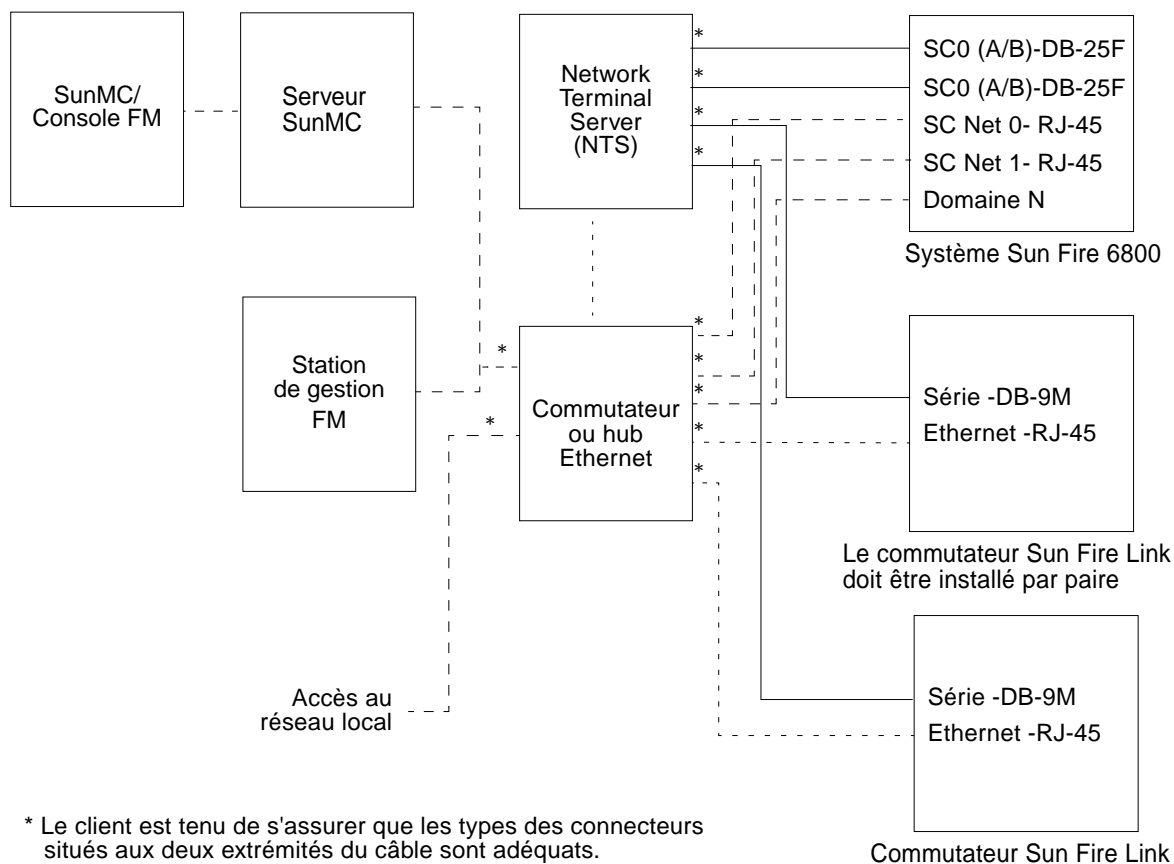 SunMC/
Console FM
Serveur
SunMC
*
*
*
*
Network
Terminal
Server
(NTS)
SC0 (A/B)-DB-25F
SC0 (A/B)-DB-25F
SC Net 0- RJ-45
SC Net 1- RJ-45
Domaine N
Système Sun Fire 6800
Station
de gestion
FM
*
*
Commutateur
ou hub
Ethernet
*
*
*
*
*
Série -DB-9M
Ethernet -RJ-45
Le commutateur Sun Fire Link
doit être installé par paire
Accès au
réseau local
Série -DB-9M
Ethernet -RJ-45
Commutateur Sun Fire Link
* Le client est tenu de s'assurer que les types des connecteurs
situés aux deux extrémités du câble sont adéquats.